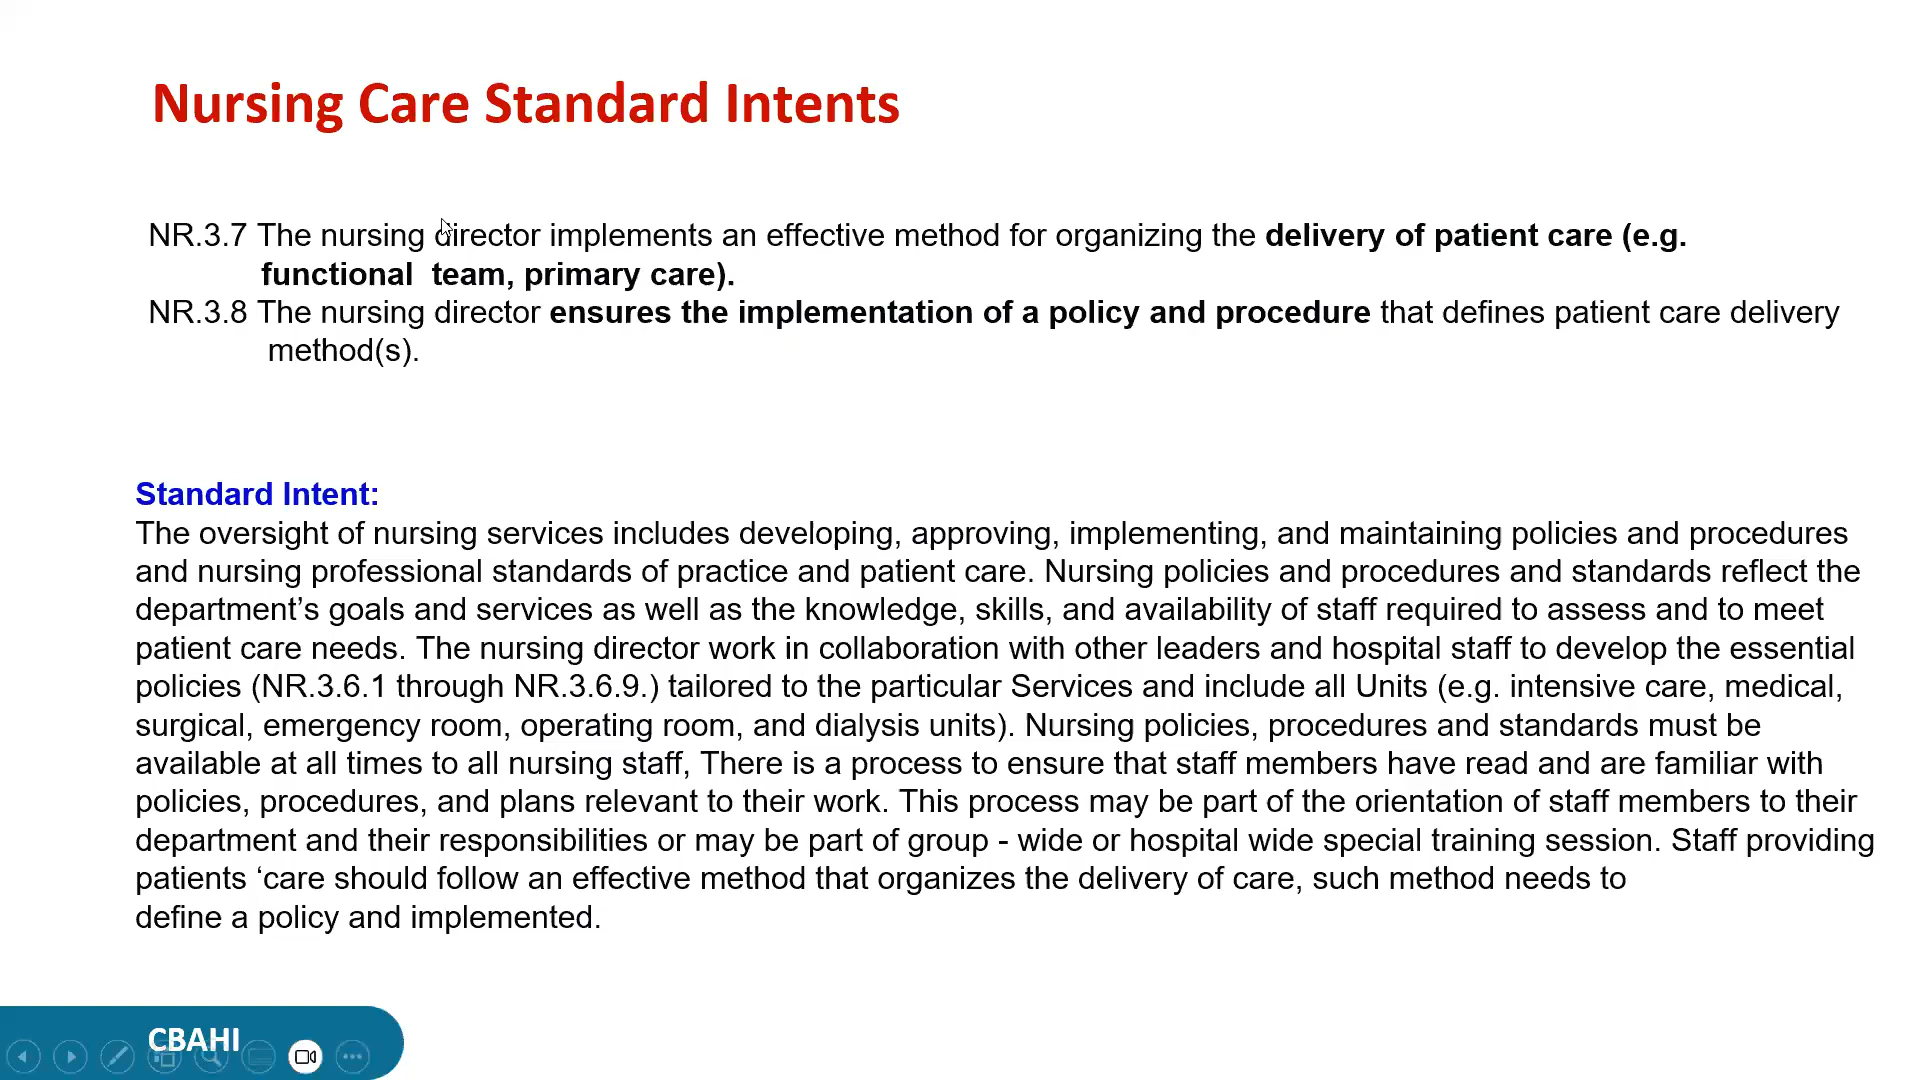 Nursing Care Standard Intents
NR.3.7 The nursing director implements an effective method for organizing the delivery of patient care (e.g.
functional  team, primary care).
NR.3.8 The nursing director ensures the implementation of a policy and procedure that defines patient care delivery
method(s).
Standard Intent:
The oversight of nursing services includes developing, approving, implementing, and maintaining policies and procedures
and nursing professional standards of practice and patient care. Nursing policies and procedures and standards reflect the
department’s goals and services as well as the knowledge, skills, and availability of staff required to assess and to meet
patient care needs. The nursing director work in collaboration with other leaders and hospital staff to develop the essential
policies (NR.3.6.1 through NR.3.6.9.) tailored to the particular Services and include all Units (e.g. intensive care, medical,
surgical, emergency room, operating room, and dialysis units). Nursing policies, procedures and standards must be
available at all times to all nursing staff, There is a process to ensure that staff members have read and are familiar with
policies, procedures, and plans relevant to their work. This process may be part of the orientation of staff members to their
department and their responsibilities or may be part of group - wide or hospital wide special training session. Staff providing
patients ‘care should follow an effective method that organizes the delivery of care, such method needs to
define a policy and implemented.
CBAHI